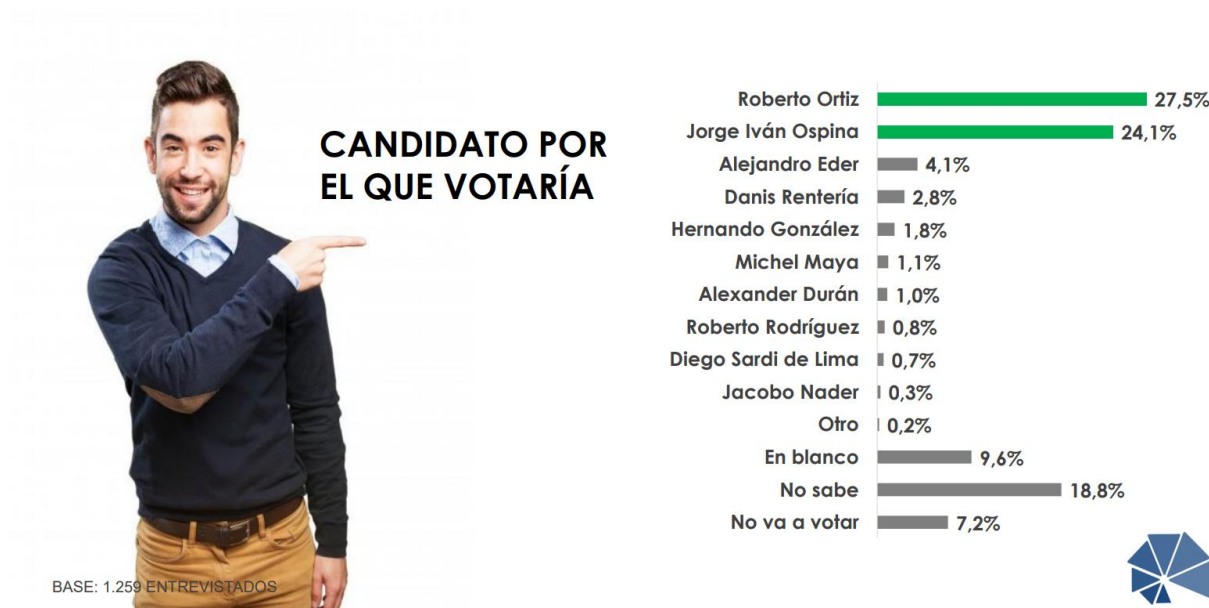 CANDIDATO POR
EL QUE VOTARÍA
Roberto Ortiz 27,5%
Jorge Iván Ospina 24,1%
Alejandro Eder 4,1%
Danis Rentería 2,8%
Hernando González 1,8%
Michel Maya 1,1%
Alexander Durán 1,0%
Roberto Rodríguez 0,8%
Diego Sardi de Lima 0,7%
Jacobo Nader 0,3%
Otro 0,2%
En blanco 9,6%
No sabe 18,8%
No va a votar 7,2%
BASE: 1.259 ENTREVISTADOS